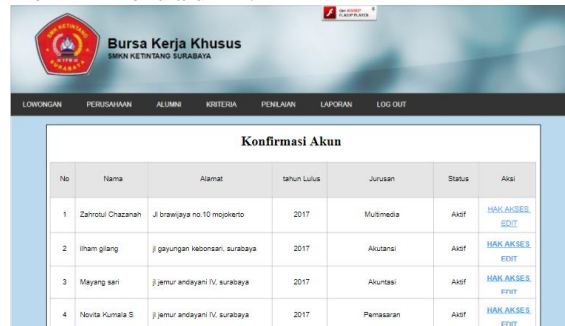 Bursa Kerja Khusus
SMKN KETINTANG SURABAYA
LOWONGAN PERUSAHAAN ALUMNI KRITERIA PENILAIAN LAPORAN LOG OUT
Konfirmasi Akun
No Nama Alamat tahun Lulus Jurusan Status Aksi
1 Zahrotul Chazanah Jl brawijaya no.10 mojokerto 2017 Multimedia Aktif HAK AKSES
EDIT
2 ilham gilang jl gayungan kebonsari, surabaya 2017 Akutansi Aktif HAK AKSES
EDIT
3 Mayang sari jl jemur andayani IV, surabaya 2017 Akuntasi Aktif HAK AKSES
EDIT
4 Novita Kumala S jl jemur andayani IV, surabaya 2017 Pemasaran Aktif HAK AKSES
EDIT